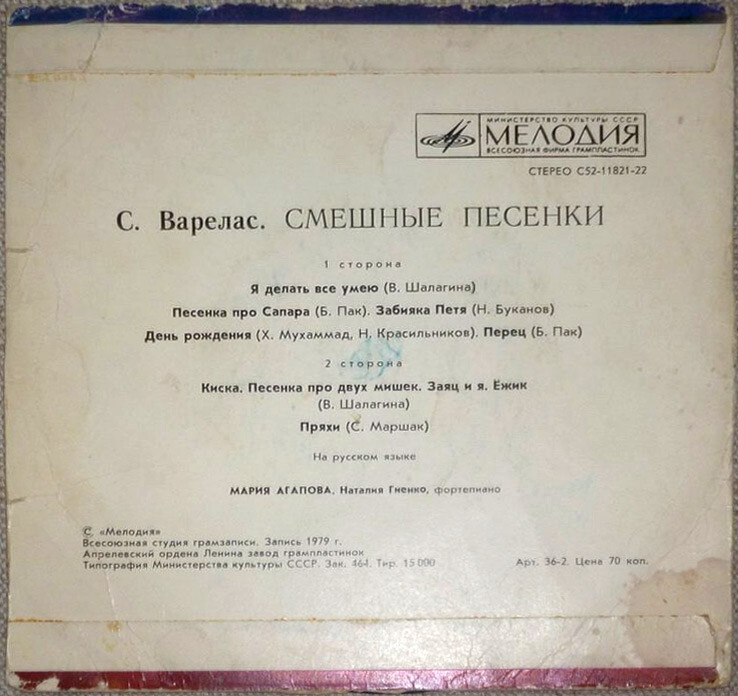 МИНИСТЕРСТВО КУЛЬТУРЫ СССР
МЕЛОДИЯ
ВСЕСОЮЗНАЯ ФИРМА ГРАМПЛАСТИНОК
СТЕРЕО С52-11821-22
С. Варелас. СМЕШНЫЕ ПЕСЕНКИ
1 сторона
Я делать все умею (В. Шалагина)
Песенка про Сапара (Б. Пак). Забияка Петя (Н. Буканов)
День рождения (Х. Мухаммад, Н. Красильников). Перец (Б. Пак)
2 сторона
Киска. Песенка про двух мишек. Заяц и я. Ёжик
(В. Шалагина)
Пряхи (С. Маршак)
На русском языке
МАРИЯ АГАПОВА, Наталия Гиенко, фортепиано
© «Мелодия»
Всесоюзная студия грамзаписи. Запись 1979 г.
Апрелевский ордена Ленина завод грампластинок
Типография Министерства культуры СССР. Зак. 464. Тир. 15 000
Арт. 36-2. Цена 70 коп.